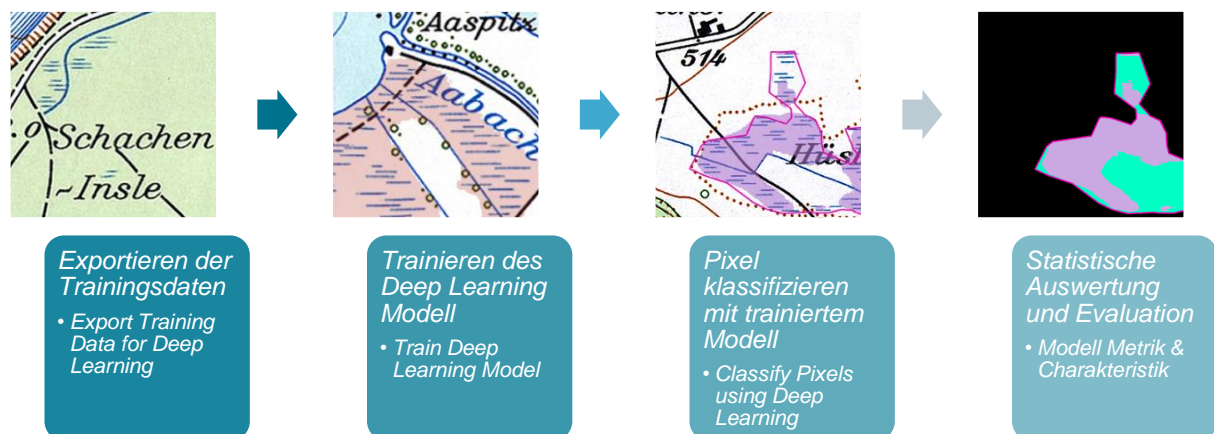 Schachen
~Insle
Aaspitz
Aabach
514
Exportieren der
Trainingsdaten
• Export Training
Data for Deep
Learning
Trainieren des
Deep Learning
Modell
• Train Deep
Learning Model
Pixel
klassifizieren
mit trainiertem
Modell
• Classify Pixels
using Deep
Learning
Statistische
Auswertung
und Evaluation
• Modell Metrik &
Charakteristik